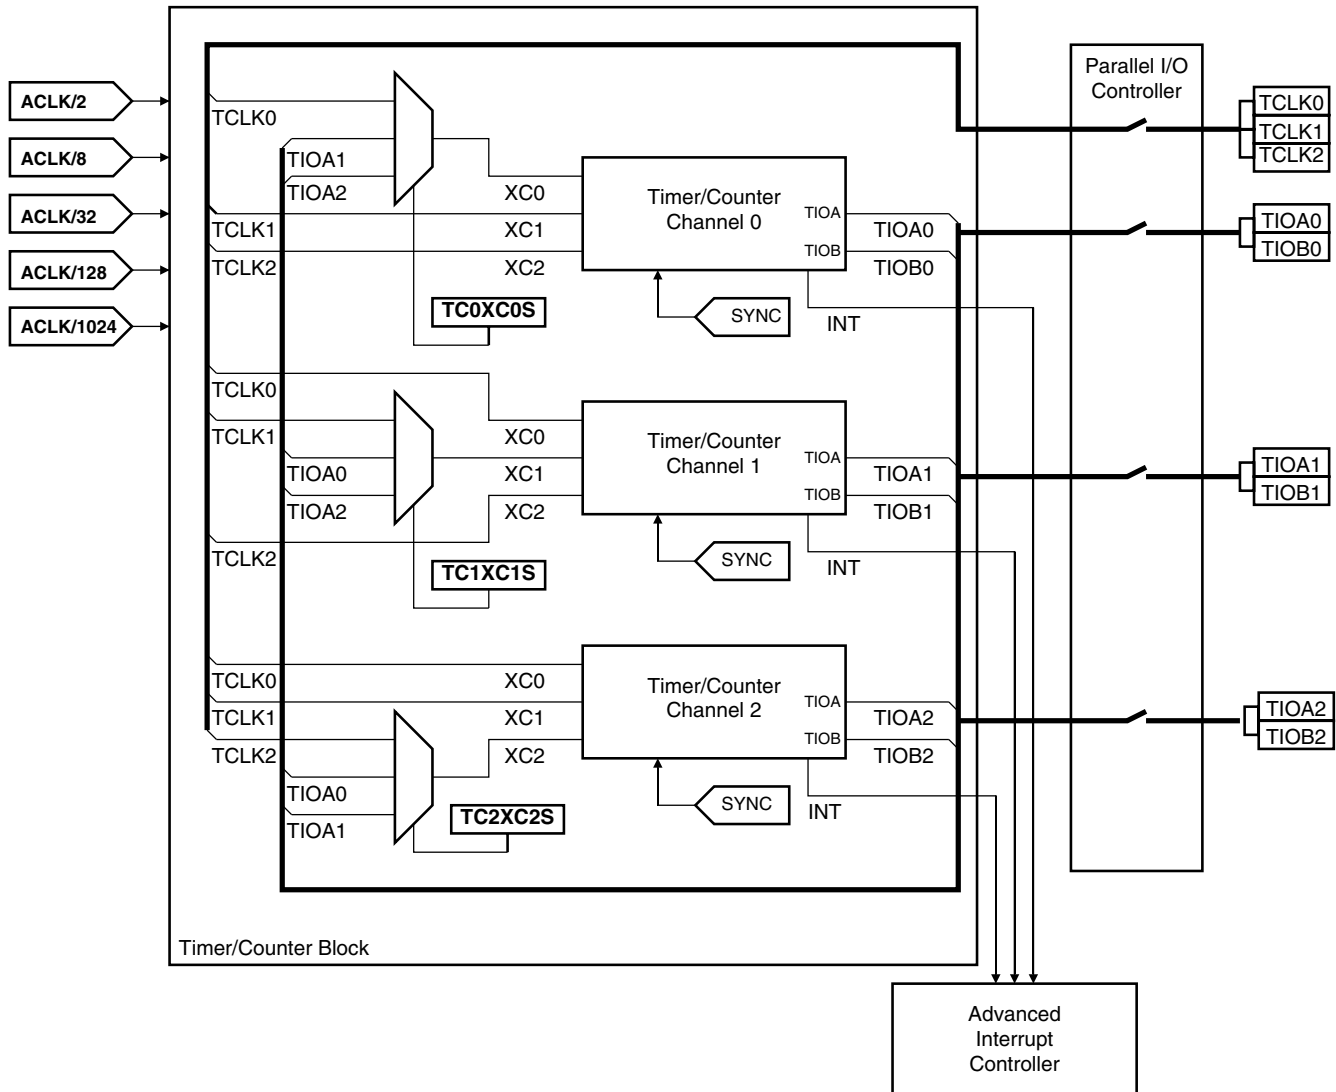 ACLK/2
ACLK/8
ACLK/32
ACLK/128
ACLK/1024
TCLK0
TIOA1
TIOA2
TCLK1
TCLK2
XC0
XC1
XC2
TC0XC0S
Timer/Counter
Channel 0
TIOA
TIOB
TIOA0
TIOB0
SYNC
INT
TCLK0
TCLK1
TIOA0
TIOA2
TCLK2
XC0
XC1
XC2
TC1XC1S
Timer/Counter
Channel 1
TIOA
TIOB
TIOA1
TIOB1
SYNC
INT
TCLK0
TCLK1
TCLK2
TIOA0
TIOA1
XC0
XC1
XC2
TC2XC2S
Timer/Counter
Channel 2
TIOA
TIOB
TIOA2
TIOB2
SYNC
INT
Timer/Counter Block
Parallel I/O
Controller
TCLK0
TCLK1
TCLK2
TIOA0
TIOB0
TIOA1
TIOB1
TIOA2
TIOB2
Advanced
Interrupt
Controller